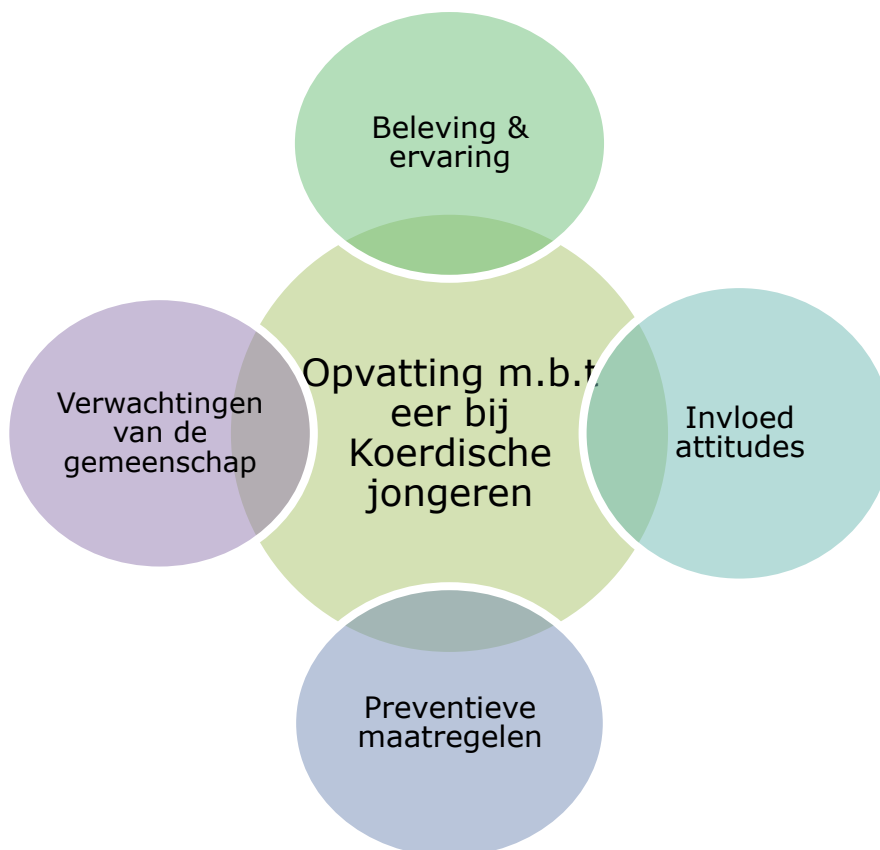 Beleving &
ervaring
Opvatting m.b.t
eer bij
Koerdische
jongeren
Verwachtingen
van de
gemeenschap
Invloed
attitudes
Preventieve
maatregelen